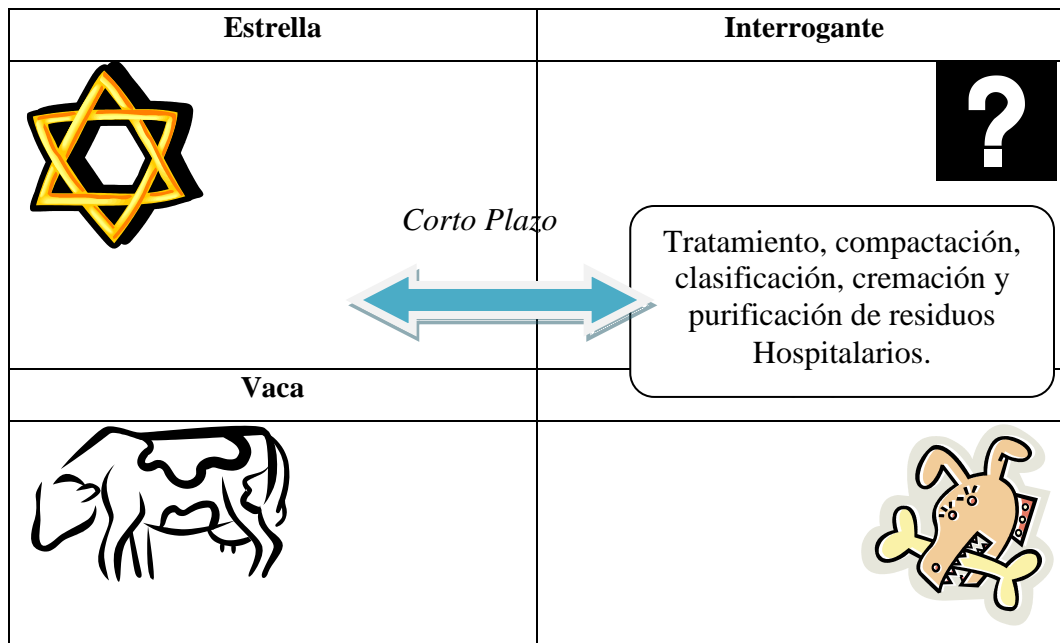 Estrella
Interrogante
?
Corto Plazo
Tratamiento, compactación,
clasificación, cremación y
purificación de residuos
Hospitalarios.
Vaca